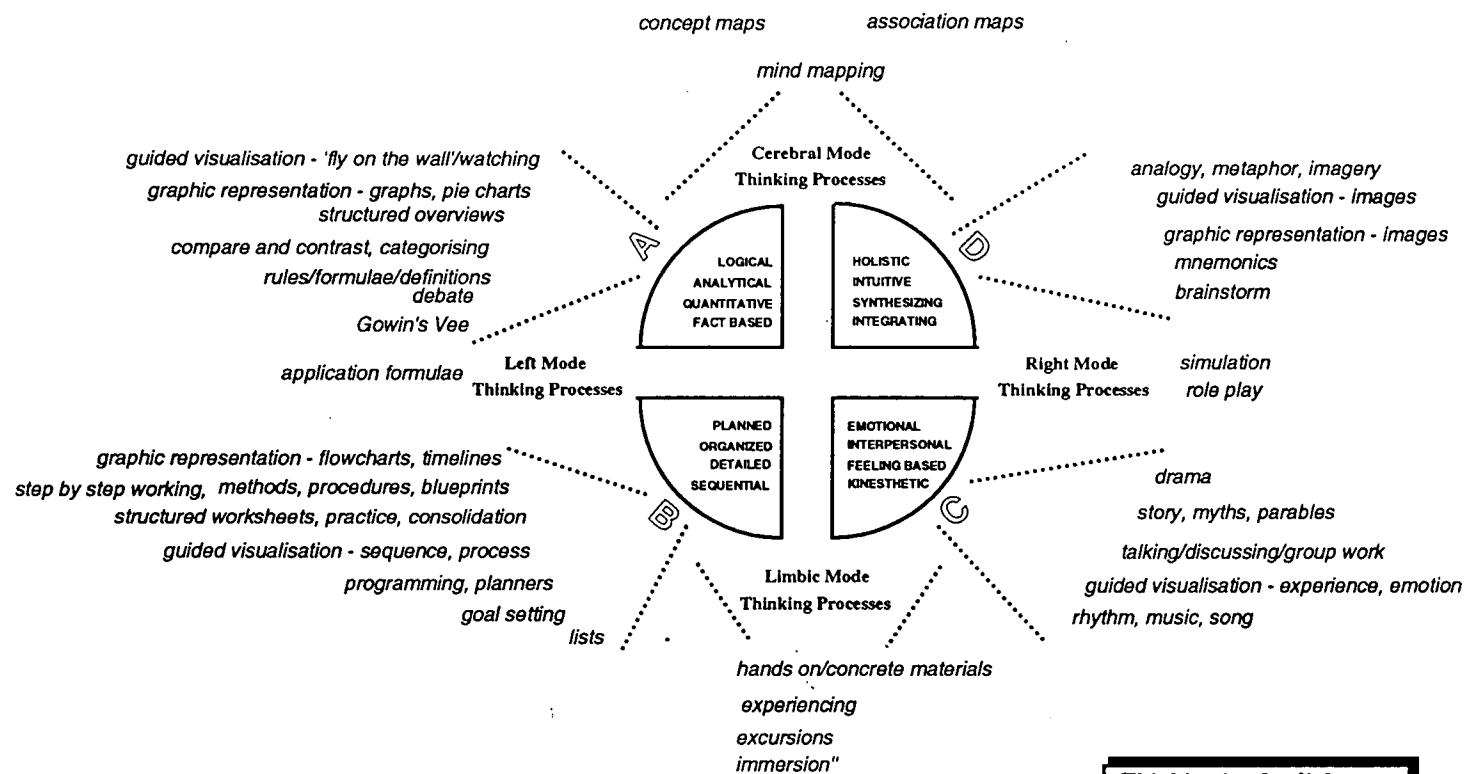 concept maps
association maps
mind mapping
guided visualisation - 'fly on the wall'/watching
graphic representation - graphs, pie charts
structured overviews
compare and contrast, categorising
rules/formulae/definitions
debate
Gowin's Vee
application formulae
Cerebral Mode
Thinking Processes
analogy, metaphor, imagery
guided visualisation - images
graphic representation - images
mnemonics
brainstorm
A
LOGICAL
ANALYTICAL
QUANTITATIVE
FACT BASED
D
HOLISTIC
INTUITIVE
SYNTHESIZING
INTEGRATING
Left Mode
Thinking Processes
Right Mode
Thinking Processes
simulation
role play
graphic representation - flowcharts, timelines
step by step working, methods, procedures, blueprints
structured worksheets, practice, consolidation
guided visualisation - sequence, process
programming, planners
goal setting
lists
PLANNED
ORGANIZED
DETAILED
SEQUENTIAL
B
EMOTIONAL
INTERPERSONAL
FEELING BASED
KINESTHETIC
C
drama
story, myths, parables
talking/discussing/group work
guided visualisation - experience, emotion
rhythm, music, song
Limbic Mode
Thinking Processes
hands on/concrete materials
experiencing
excursions
immersion"